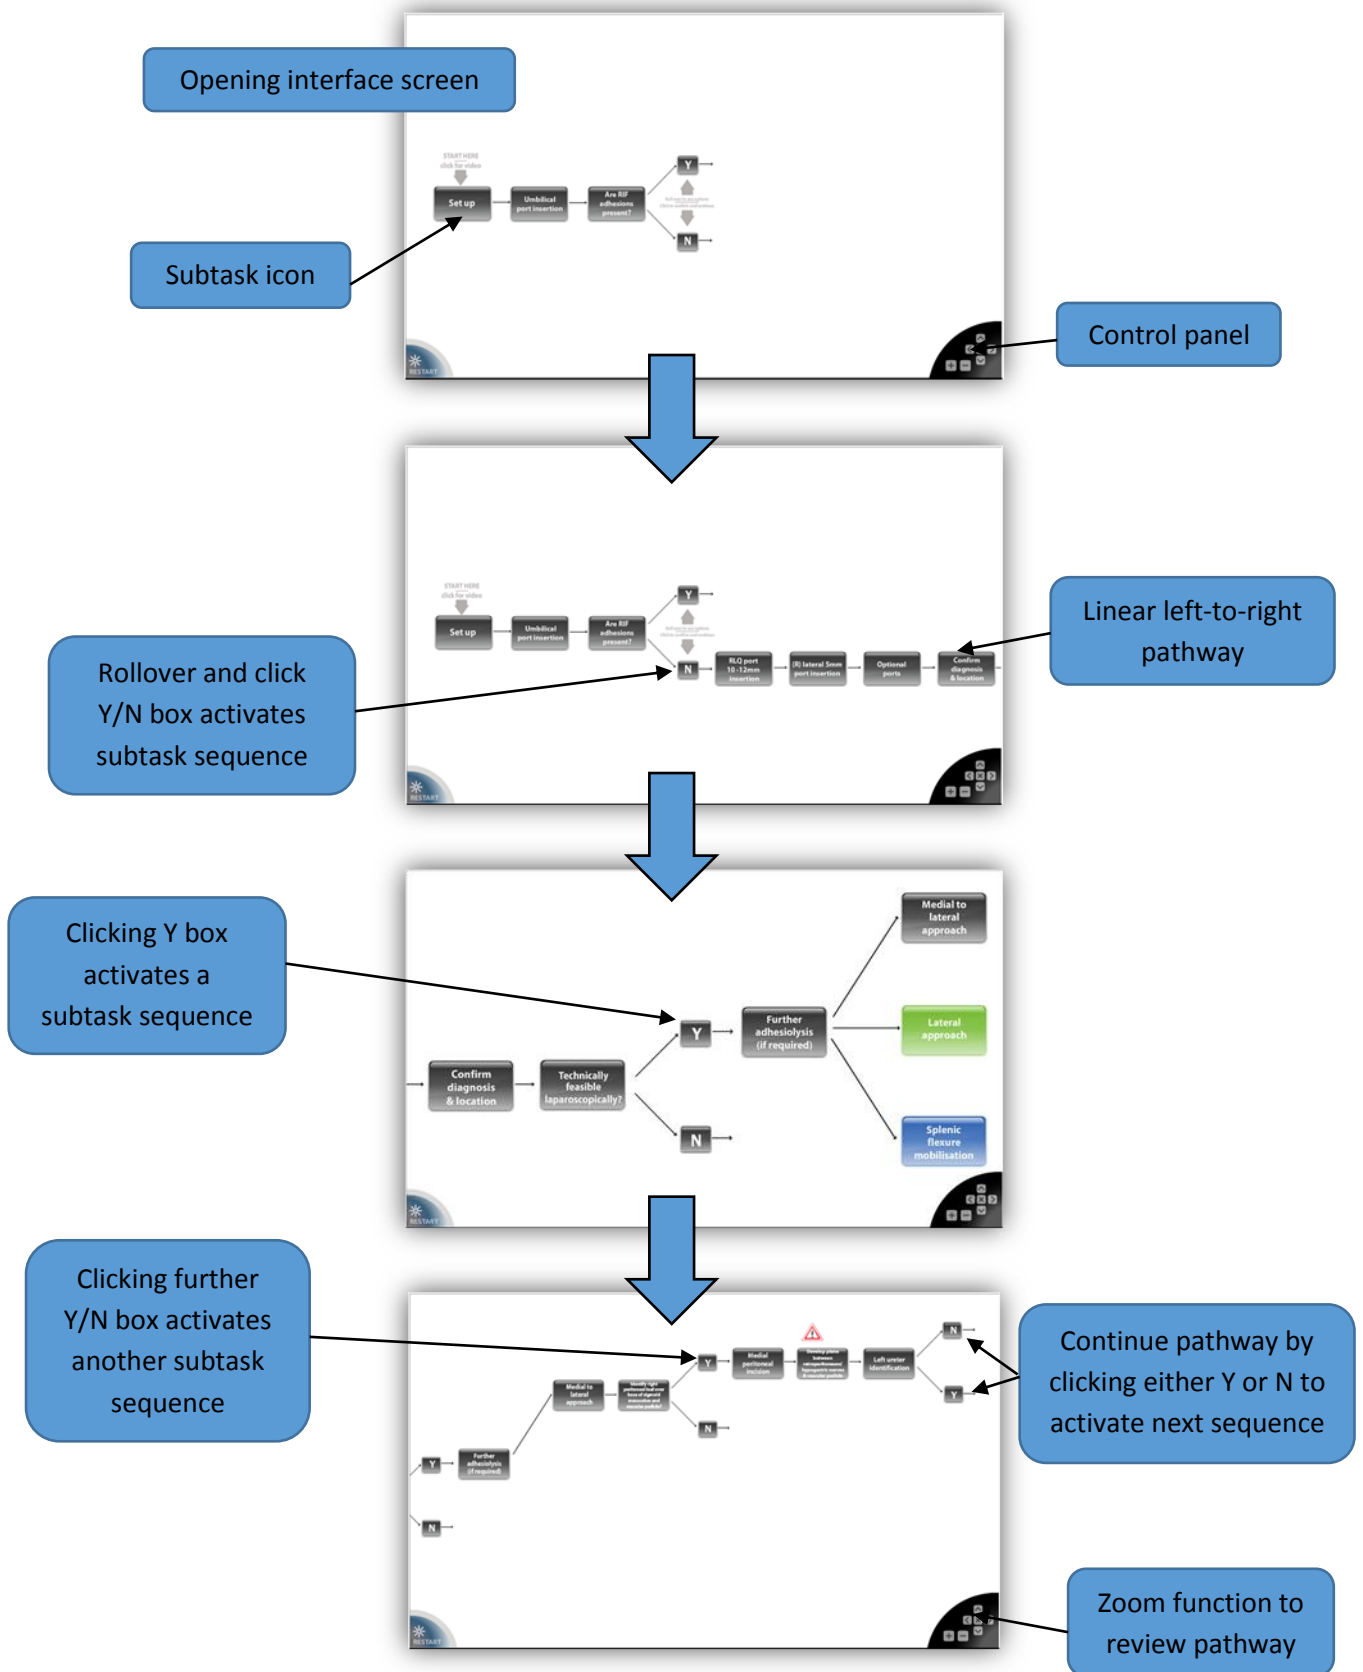 Opening interface screen
START HERE
click for video
Set up
Umbilical
port insertion
Are RIF
adhesions
present?
Y
N
Subtask icon
Control panel
RESTART
START HERE
click for video
Set up
Umbilical
port insertion
Are RIF
adhesions
present?
Y
N
RLQ port
10-12mm
insertion
(R) lateral 5mm
port insertion
Optional
ports
Confirm
diagnosis
& location
Linear left-to-right
pathway
Rollover and click
Y/N box activates
subtask sequence
RESTART
Clicking Y box
activates a
subtask sequence
Confirm
diagnosis
& location
Technically
feasible
laparoscopically?
Y
N
Further
adhesiolysis
(if required)
Medial to
lateral
approach
Lateral
approach
Splenic
flexure
mobilisation
RESTART
Clicking further
Y/N box activates
another subtask
sequence
Y
N
Further
adhesiolysis
(if required)
Medial to
lateral
approach
Y
N
Medial
peritoneal
incision
Left ureter
identification
N
Y
Continue pathway by
clicking either Y or N to
activate next sequence
RESTART
Zoom function to
review pathway